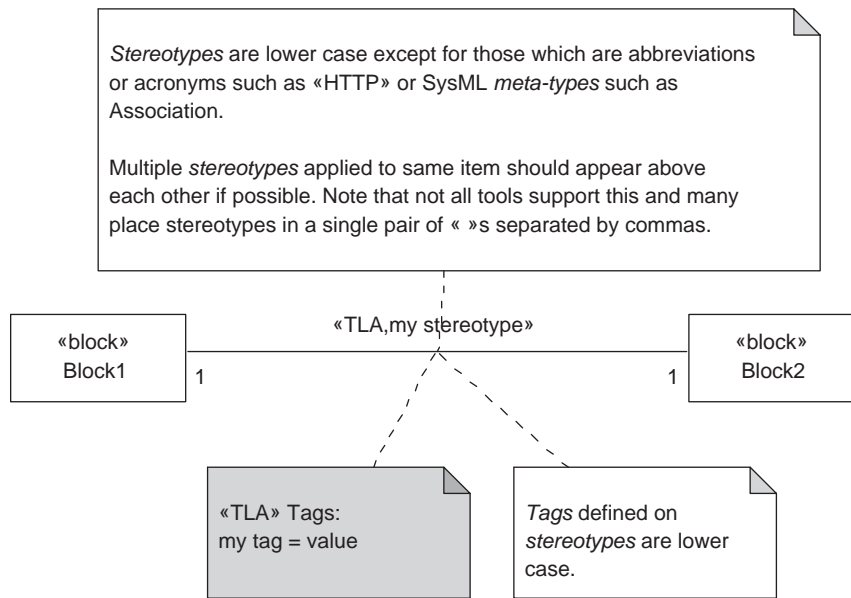 Stereotypes are lower case except for those which are abbreviations
or acronyms such as «HTTP» or SysML meta-types such as
Association.
Multiple stereotypes applied to same item should appear above
each other if possible. Note that not all tools support this and many
place stereotypes in a single pair of « »s separated by commas.
«TLA,my stereotype»
«block»
Block1
1
1
«block»
Block2
«TLA» Tags:
my tag = value
Tags defined on
stereotypes are lower
case.